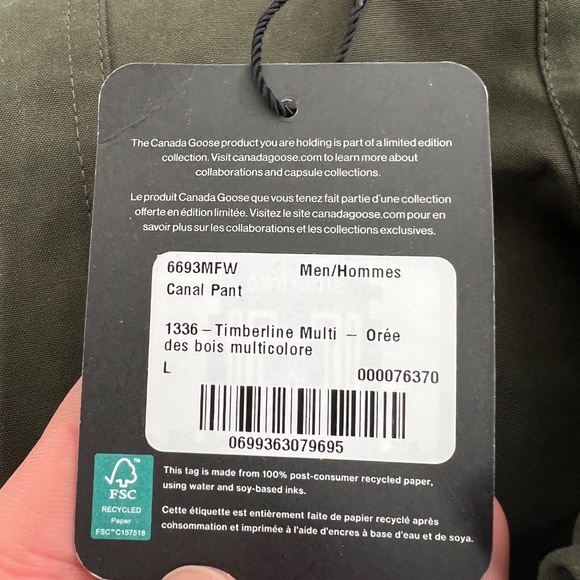 The Canada Goose product you are holding is part of a limited edition
collection. Visit canadagoose.com to learn more about
collaborations and capsule collections.
Le produit Canada Goose que vous tenez fait partie d'une collection
offerte en édition limitée. Visitez le site canadagoose.com pour en
savoir plus sur les collaborations et les collections exclusives.
6693MFW Men/Hommes
Canal Pant
1336 – Timberline Multi – Orée
des bois multicolore
L 000076370
0699363079695
FSC
RECYCLED
Paper
FSC™ C157518
This tag is made from 100% post-consumer recycled paper,
using water and soy-based inks.
Cette étiquette est entièrement faite de papier recyclé après
consommation et imprimée à l'aide d'encres à base d'eau et de soya.